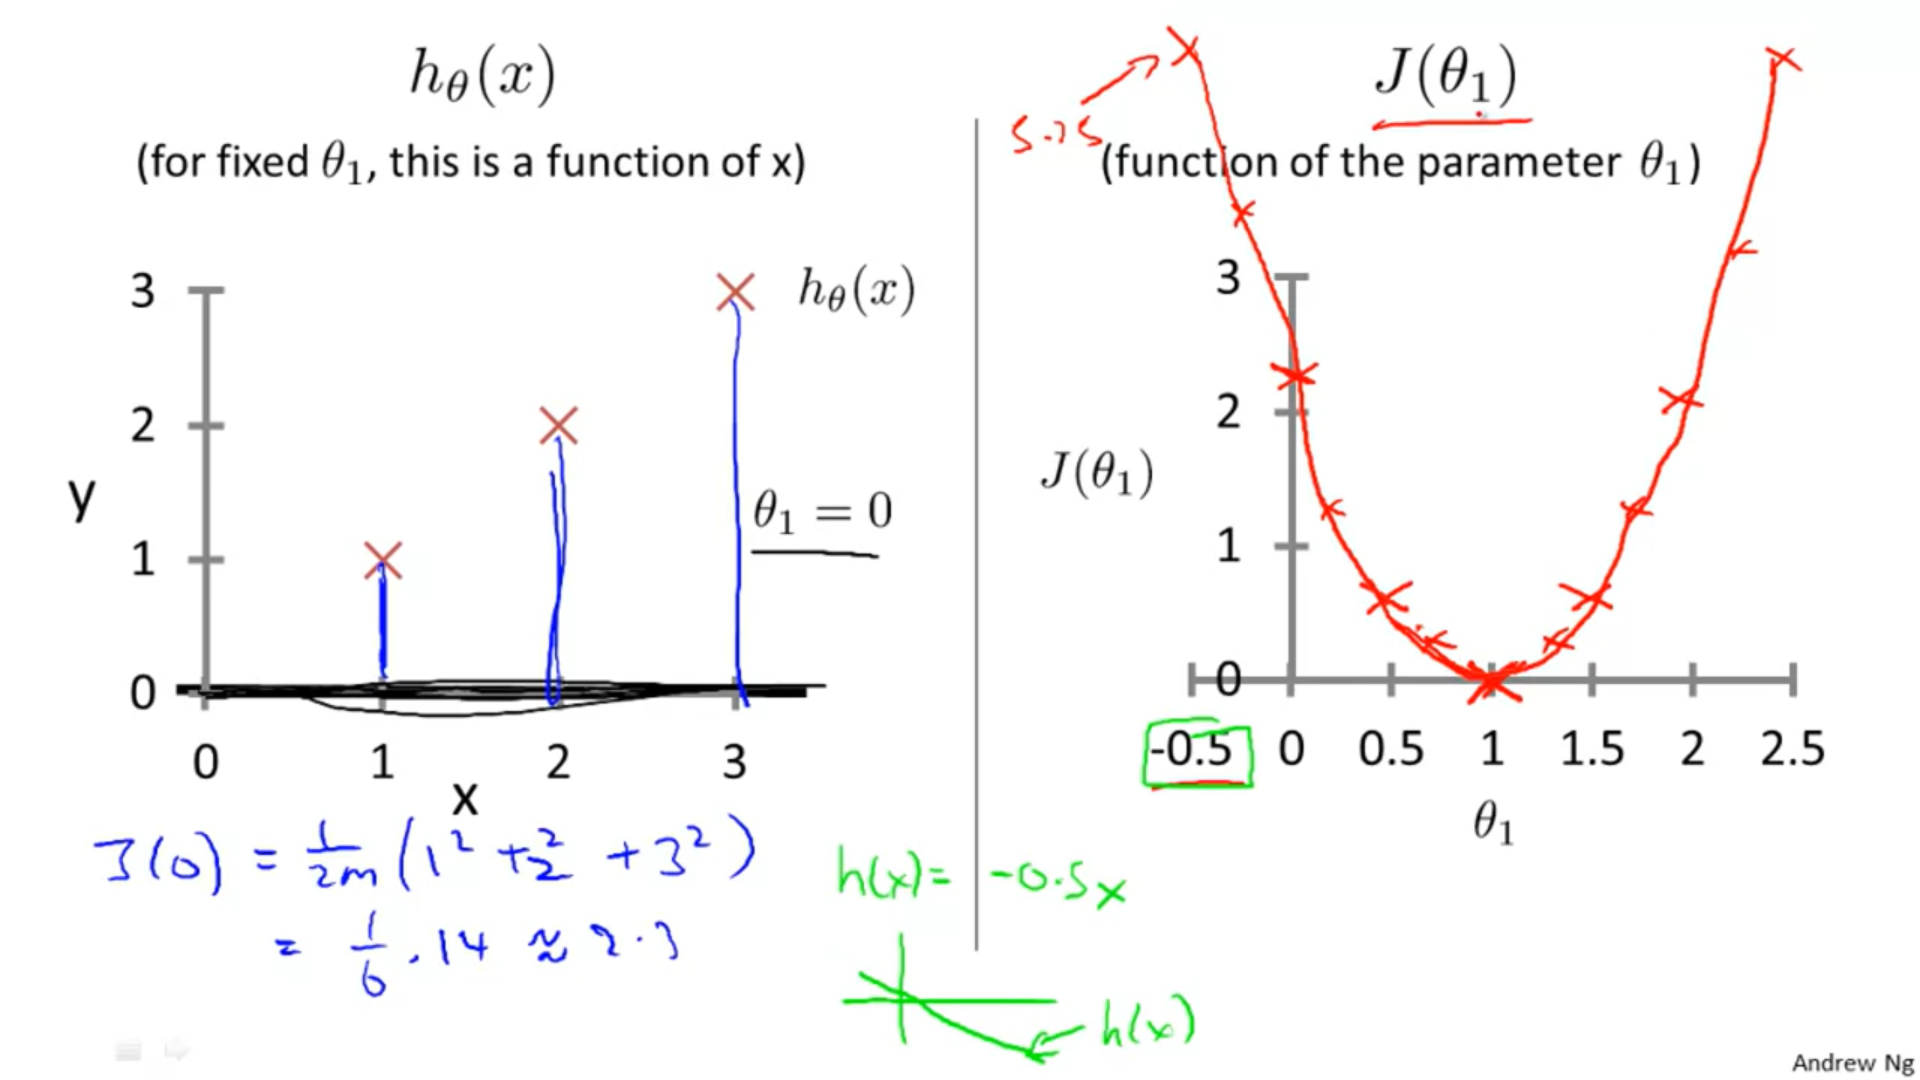 hθ(x)
(for fixed θ₁, this is a function of x)
3
2
1
0
y
0 1 2 3
x
hθ(x)
θ₁ = 0
J(0) = 1/2m (1² + 2² + 3²)
= 1/6 · 14 ≈ 2.3
h(x) = -0.5x
h(x)
J(θ₁)
5.25
(function of the parameter θ₁)
3
2
1
0
J(θ₁)
-0.5 0 0.5 1 1.5 2 2.5
θ₁
Andrew Ng